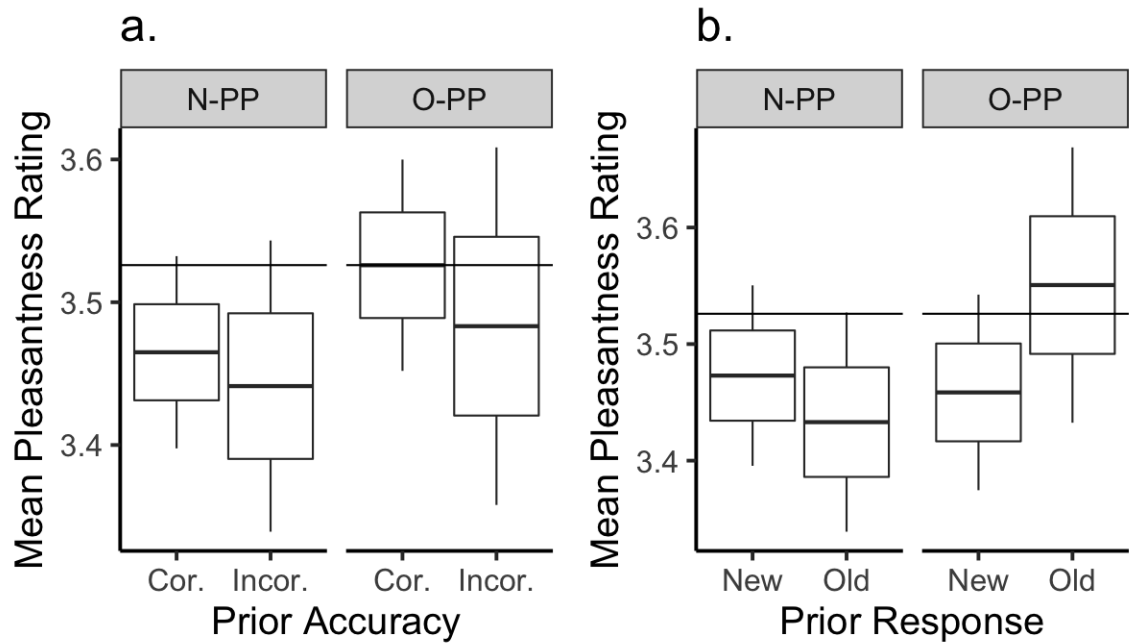 a.
N-PP O-PP
Mean Pleasantness Rating
3.6
3.5
3.4
Cor. Incor. Cor. Incor.
Prior Accuracy
b.
N-PP O-PP
Mean Pleasantness Rating
3.6
3.5
3.4
New Old New Old
Prior Response